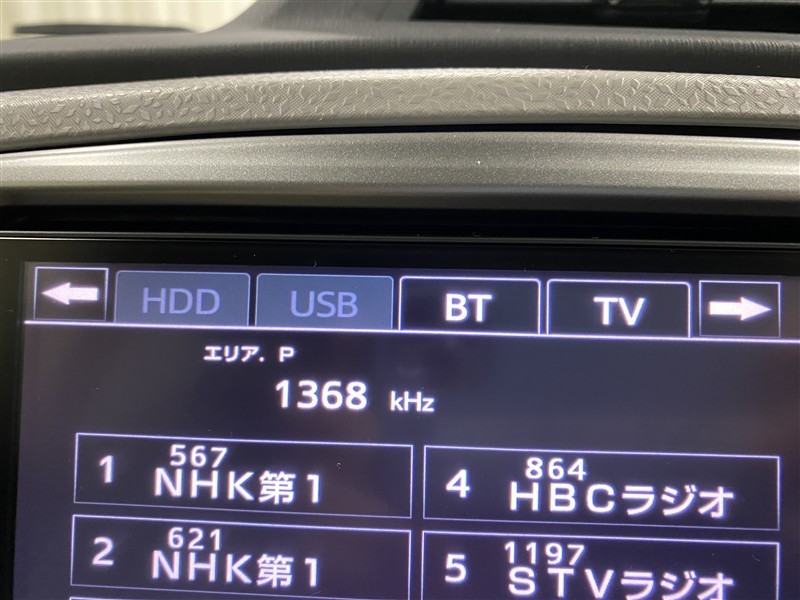 HDD USB BT TV
エリア. P
1368 kHz
1 567 NHK第1
4 864 HBCラジオ
2 621 NHK第1
5 1197 STVラジオ